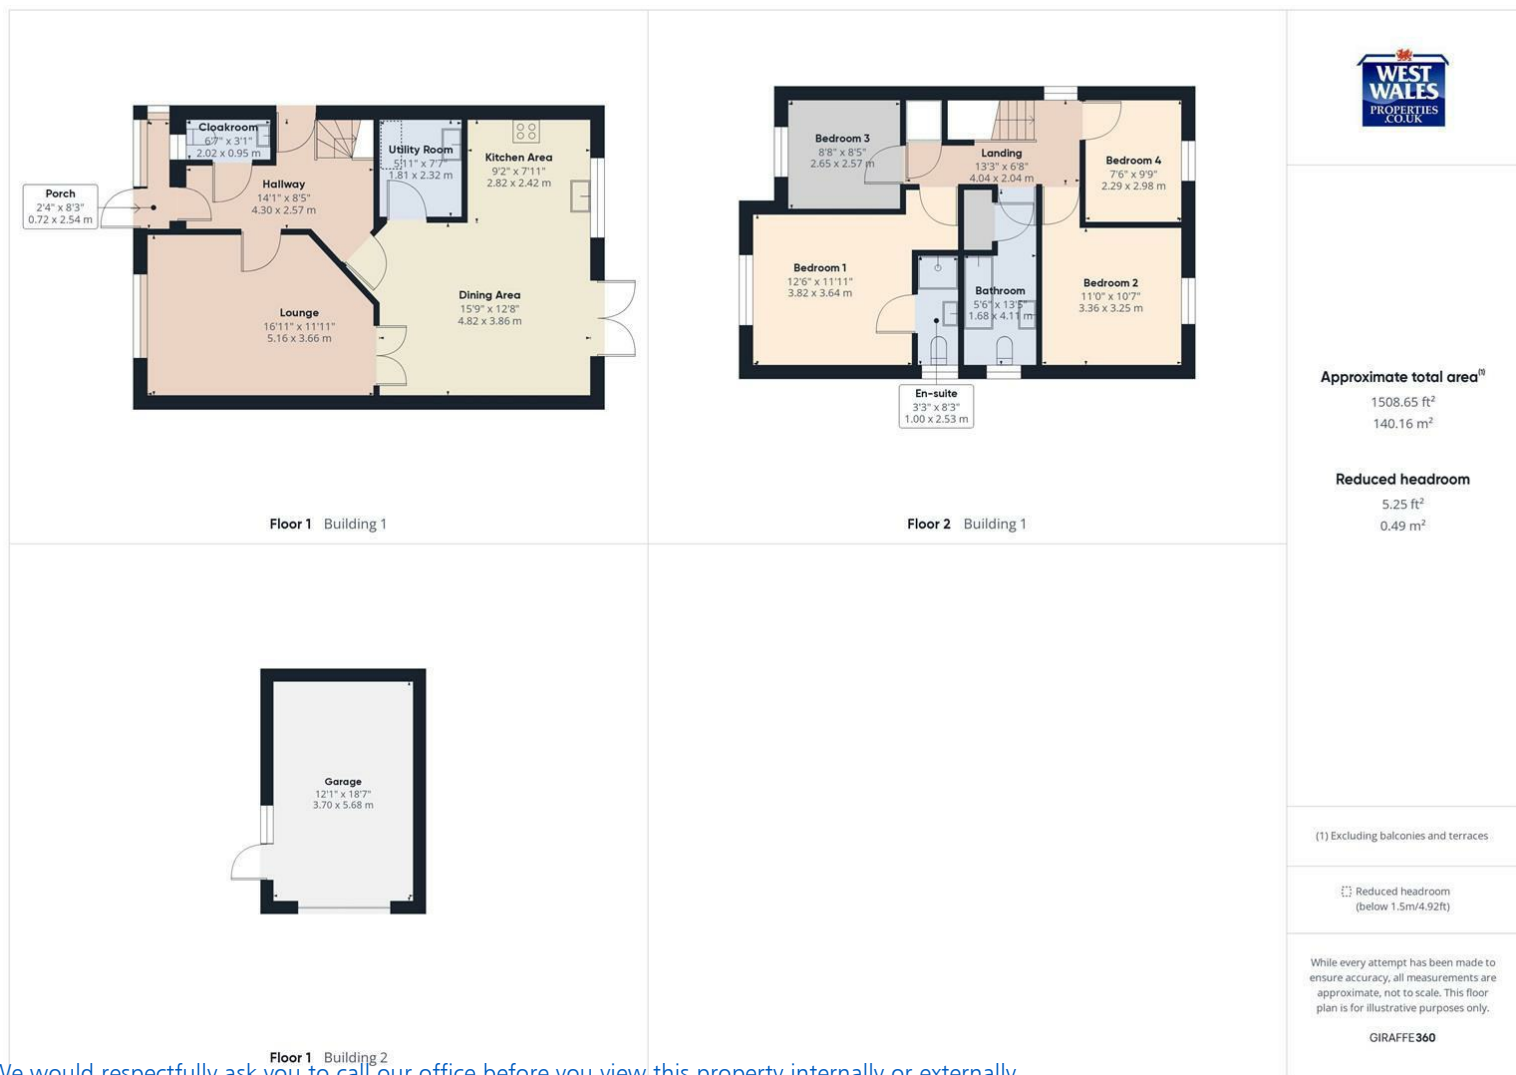 Cloakroom
6'7" x 3'1"
2.02 x 0.95 m
Utility Room
5'11" x 7'7"
1.81 x 2.32 m
Kitchen Area
9'2" x 7'11"
2.82 x 2.42 m
Porch
2'4" x 8'3"
0.72 x 2.54 m
Hallway
14'1" x 8'5"
4.30 x 2.57 m
Lounge
16'11" x 11'11"
5.16 x 3.66 m
Dining Area
15'9" x 12'8"
4.82 x 3.86 m
Floor 1 Building 1
Bedroom 3
8'8" x 8'5"
2.65 x 2.57 m
Landing
13'3" x 6'8"
4.04 x 2.04 m
Bedroom 4
7'6" x 9'9"
2.29 x 2.98 m
Bedroom 1
12'6" x 11'11"
3.82 x 3.64 m
Bathroom
5'6" x 13'5"
1.68 x 4.11 m
Bedroom 2
11'0" x 10'7"
3.36 x 3.25 m
En-suite
3'3" x 8'3"
1.00 x 2.53 m
Floor 2 Building 1
Garage
12'1" x 18'7"
3.70 x 5.68 m
Floor 1 Building 2
WEST
WALES
PROPERTIES
.CO.UK
Approximate total area(1)
1508.65 ft²
140.16 m²
Reduced headroom
5.25 ft²
0.49 m²
(1) Excluding balconies and terraces
Reduced headroom
(below 1.5m/4.92ft)
While every attempt has been made to
ensure accuracy, all measurements are
approximate, not to scale. This floor
plan is for illustrative purposes only.
GIRAFFE360
We would respectfully ask you to call our office before you view this property internally or externally